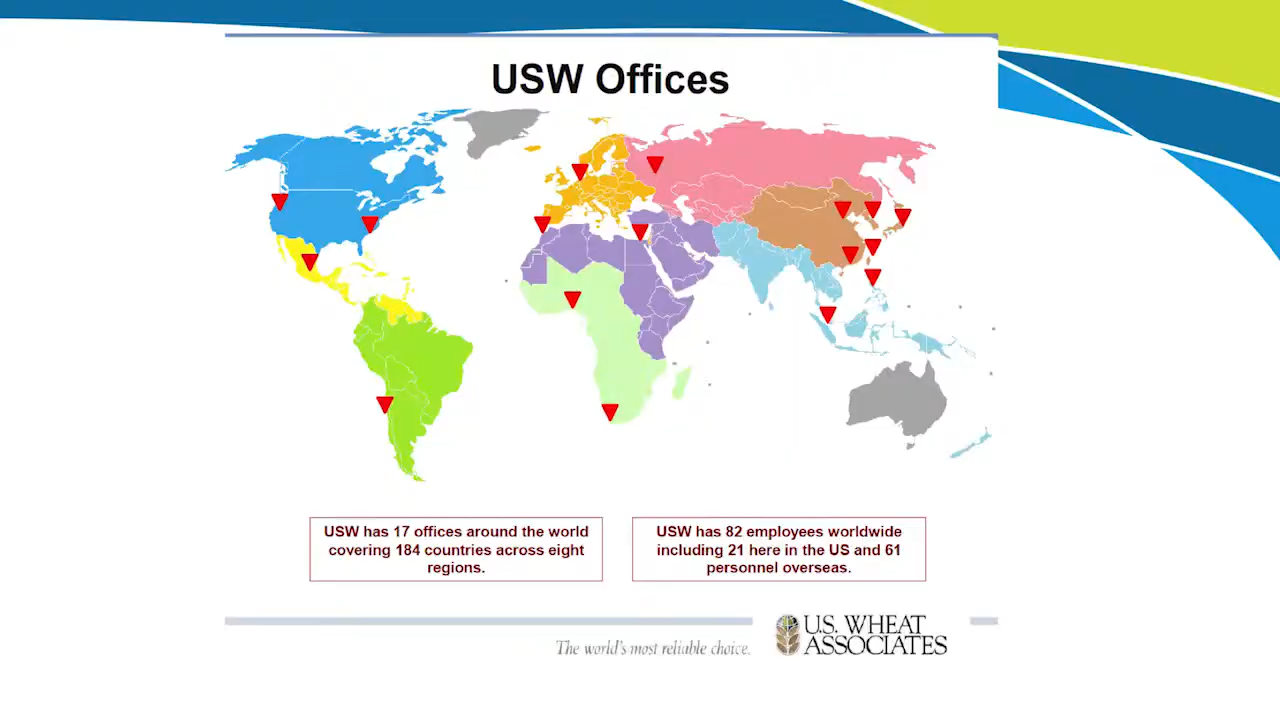 USW Offices
USW has 17 offices around the world
covering 184 countries across eight
regions.
USW has 82 employees worldwide
including 21 here in the US and 61
personnel overseas.
The world's most reliable choice.
U.S. WHEAT
ASSOCIATES